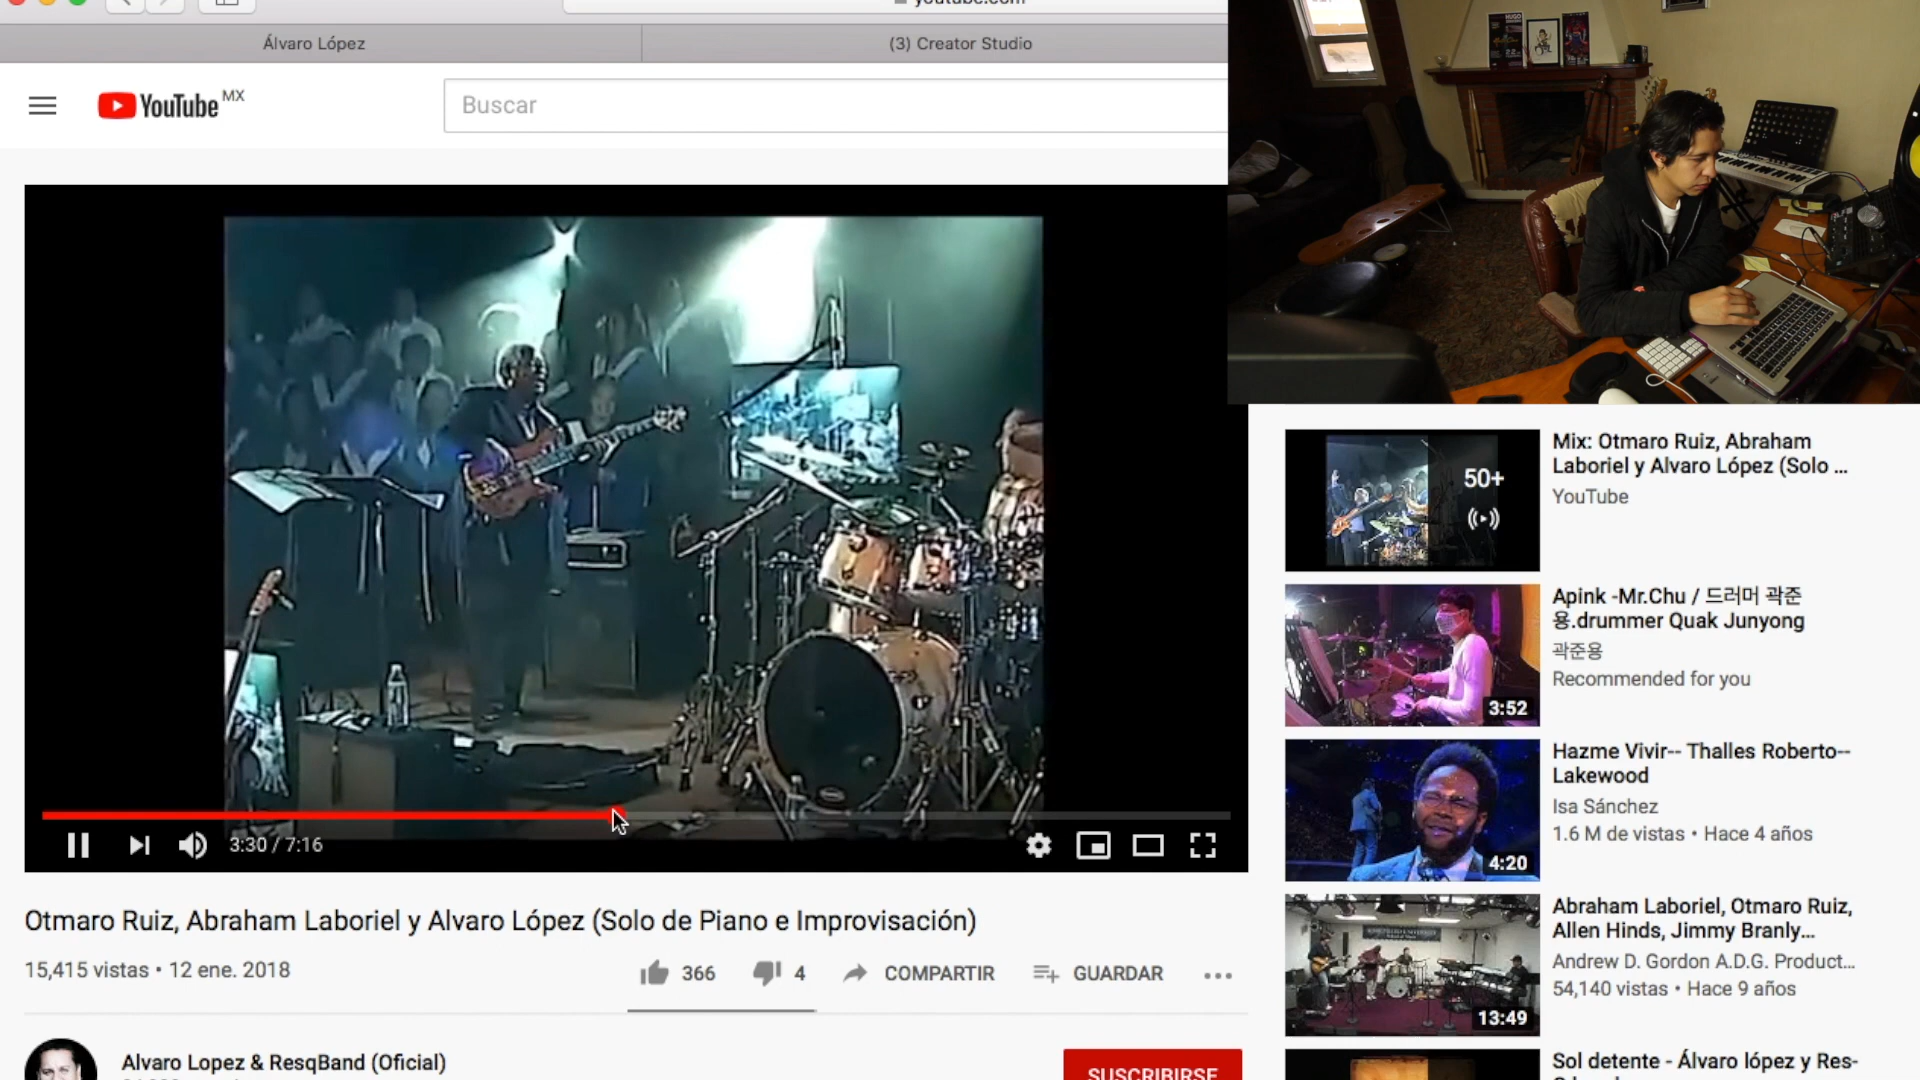 youtube.com
Álvaro López
(3) Creator Studio
YouTube MX
Buscar
3:30 / 7:16
Otmaro Ruiz, Abraham Laboriel y Alvaro López (Solo de Piano e Improvisación)
15,415 vistas • 12 ene. 2018
366
4
COMPARTIR
GUARDAR
Alvaro Lopez & ResqBand (Oficial)
SUSCRIBIRSE
50+
Mix: Otmaro Ruiz, Abraham
Laboriel y Alvaro López (Solo ...
YouTube
3:52
Apink -Mr.Chu / 드러머 곽준
용.drummer Quak Junyong
곽준용
Recommended for you
4:20
Hazme Vivir-- Thalles Roberto--
Lakewood
Isa Sánchez
1.6 M de vistas • Hace 4 años
13:49
Abraham Laboriel, Otmaro Ruiz,
Allen Hinds, Jimmy Branly...
Andrew D. Gordon A.D.G. Product...
54,140 vistas • Hace 9 años
Sol detente - Álvaro lópez y Res-